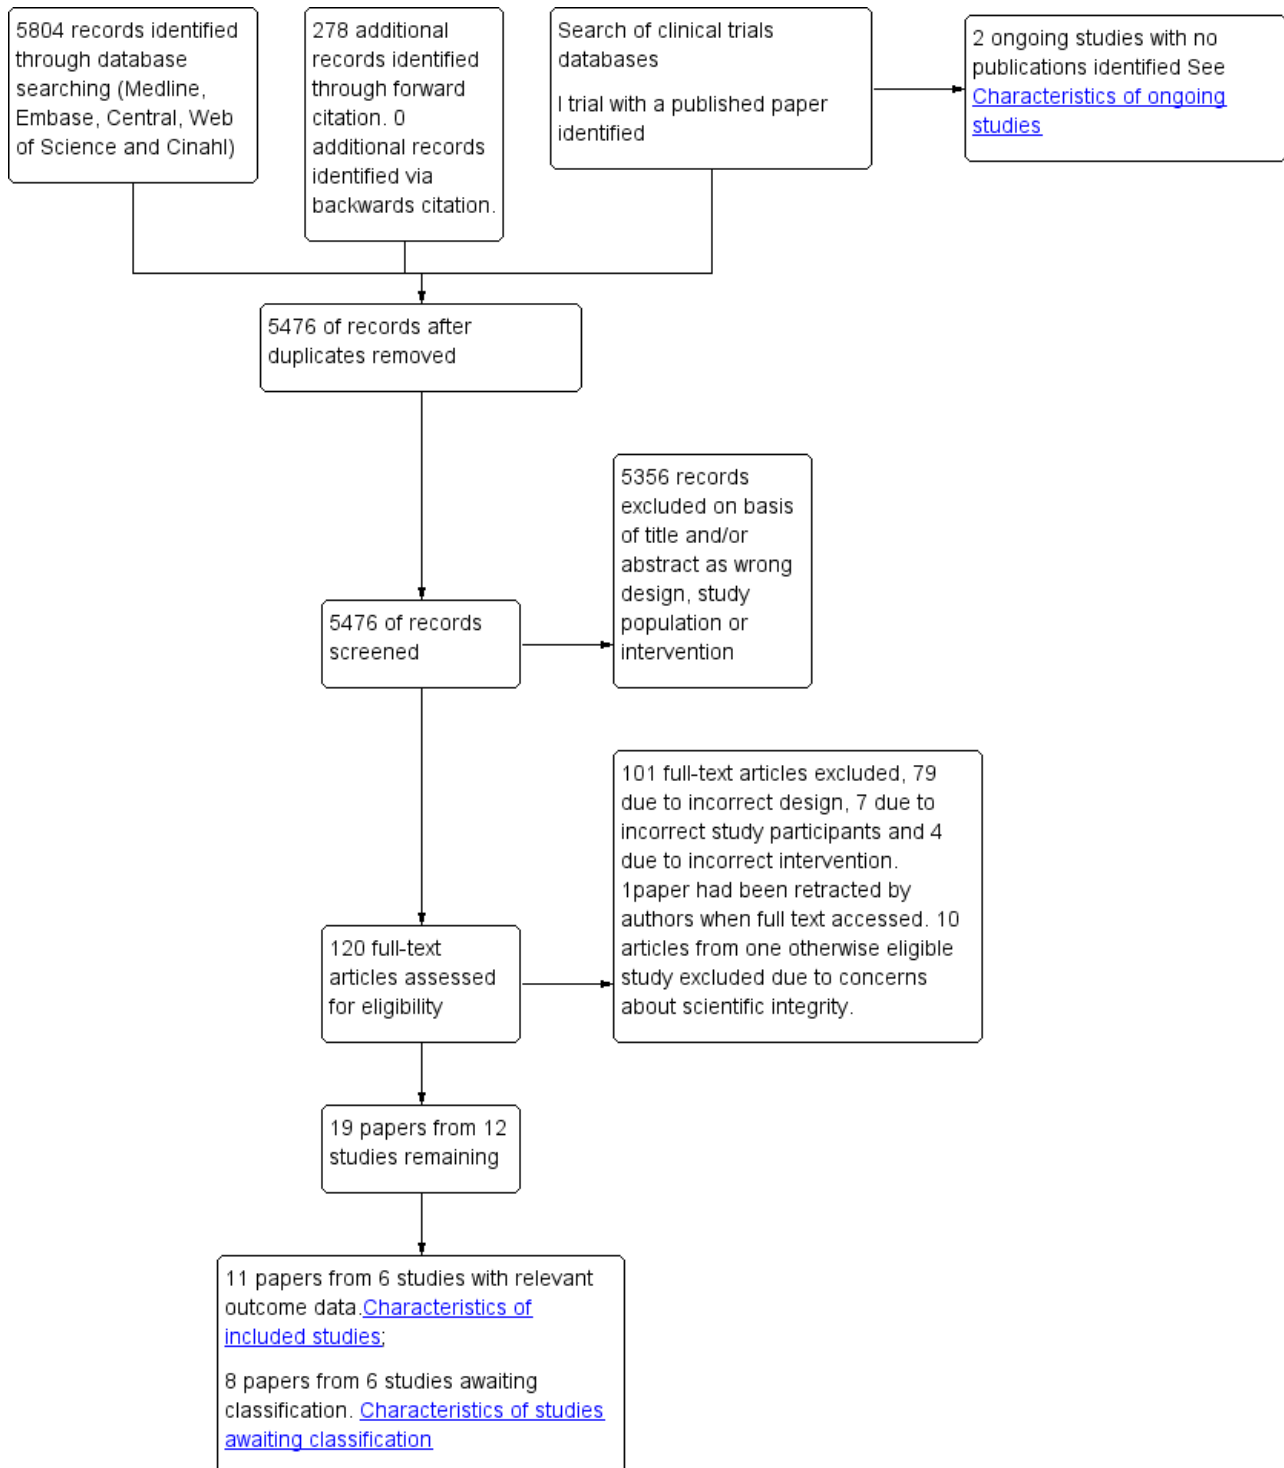 5804 records identified
through database
searching (Medline,
Embase, Central, Web
of Science and Cinahl)
278 additional
records identified
through forward
citation. 0
additional records
identified via
backwards citation.
Search of clinical trials
databases
I trial with a published paper
identified
2 ongoing studies with no
publications identified See
Characteristics of ongoing
studies
5476 of records after
duplicates removed
5356 records
excluded on basis
of title and/or
abstract as wrong
design, study
population or
intervention
5476 of records
screened
101 full-text articles excluded, 79
due to incorrect design, 7 due to
incorrect study participants and 4
due to incorrect intervention.
1paper had been retracted by
authors when full text accessed. 10
articles from one otherwise eligible
study excluded due to concerns
about scientific integrity.
120 full-text
articles assessed
for eligibility
19 papers from 12
studies remaining
11 papers from 6 studies with relevant
outcome data.Characteristics of
included studies;
8 papers from 6 studies awaiting
classification. Characteristics of studies
awaiting classification